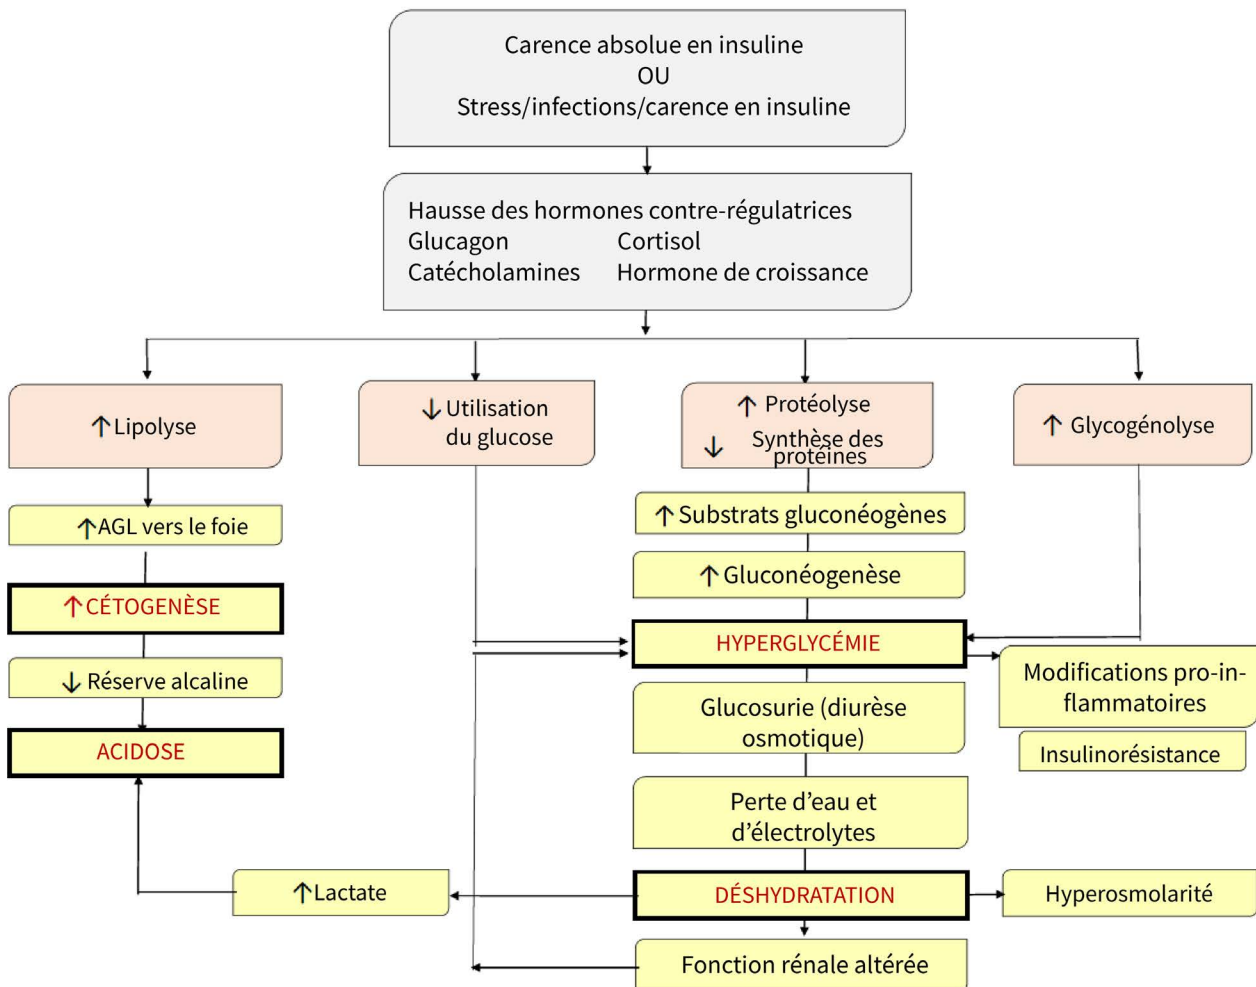 Carence absolue en insuline
OU
Stress/infections/carence en insuline
Hausse des hormones contre-régulatrices
Glucagon Cortisol
Catécholamines Hormone de croissance
↑Lipolyse
↓ Utilisation
du glucose
↑ Protéolyse
↓ Synthèse des
protéines
↑ Glycogénolyse
↑AGL vers le foie
↑CÉTOGENÈSE
↓ Réserve alcaline
ACIDOSE
↑Substrats gluconéogènes
↑ Gluconéogenèse
HYPERGLYCÉMIE
Modifications pro-in-
flammatoires
Insulinorésistance
Glucosurie (diurèse
osmotique)
Perte d’eau et
d’électrolytes
↑Lactate
DÉSHYDRATATION
Hyperosmolarité
Fonction rénale altérée